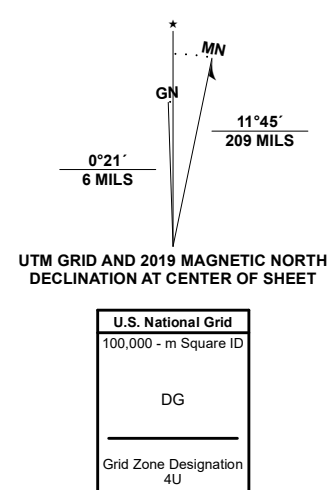 ★
MN
GN
11°45´
209 MILS
0°21´
6 MILS
UTM GRID AND 2019 MAGNETIC NORTH
DECLINATION AT CENTER OF SHEET
U.S. National Grid
100,000 - m Square ID
DG
Grid Zone Designation
4U